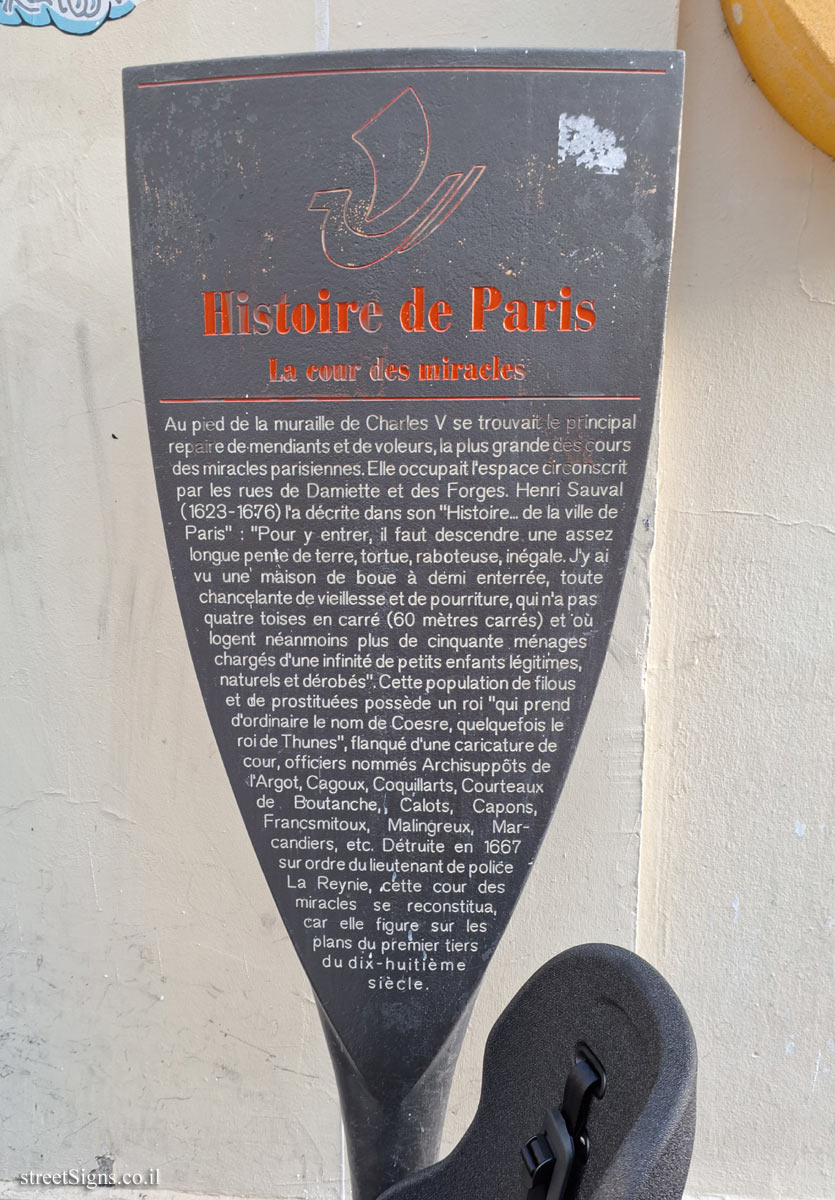 Histoire de Paris
La cour des miracles
Au pied de la muraille de Charles V se trouvait le principal
repaire de mendiants et de voleurs, la plus grande des cours
des miracles parisiennes. Elle occupait l'espace circonscrit
par les rues de Damiette et des Forges. Henri Sauval
(1623-1676) l'a décrite dans son "Histoire... de la ville de
Paris" : "Pour y entrer, il faut descendre une assez
longue pente de terre, tortue, raboteuse, inégale. J'y ai
vu une maison de boue à demi enterrée, toute
chancelante de vieillesse et de pourriture, qui n'a pas
quatre toises en carré (60 mètres carrés) et où
logent néanmoins plus de cinquante ménages
chargés d'une infinité de petits enfants légitimes,
naturels et dérobés". Cette population de filous
et de prostituées possède un roi "qui prend
d'ordinaire le nom de Coesre, quelquefois le
roi de Thunes", flanqué d'une caricature de
cour, officiers nommés Archisuppôts de
l'Argot, Cagoux, Coquillarts, Courteaux
de Boutanche, Calots, Capons,
Francsmitoux, Malingreux, Mar-
candiers, etc. Détruite en 1667
sur ordre du lieutenant de police
La Reynie, cette cour des
miracles se reconstitua,
car elle figure sur les
plans du premier tiers
du dix-huitième
siècle.
streetSigns.co.il